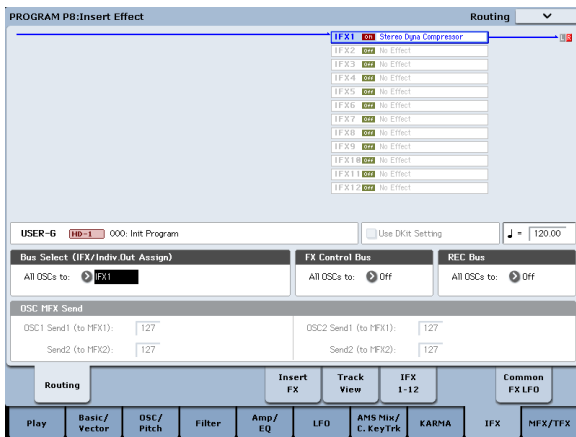 PROGRAM P8:Insert Effect Routing
IFX1 On Stereo Dyna Compressor L R
IFX2 Off No Effect
IFX3 Off No Effect
IFX4 Off No Effect
IFX5 Off No Effect
IFX6 Off No Effect
IFX7 Off No Effect
IFX8 Off No Effect
IFX9 Off No Effect
IFX10 Off No Effect
IFX11 Off No Effect
IFX12 Off No Effect
USER-G HD-1 000: Init Program Use DKit Setting ♩ = 120.00
Bus Select (IFX/Indiv.Out Assign) FX Control Bus REC Bus
All OSCs to: IFX1 All OSCs to: Off All OSCs to: Off
OSC MFX Send
OSC1 Send1 (to MFX1): 127 OSC2 Send1 (to MFX1): 127
Send2 (to MFX2): 127 Send2 (to MFX2): 127
Routing Insert FX Track View IFX 1-12 Common FX LFO
Play Basic/Vector OSC/Pitch Filter Amp/EQ LFO AMS Mix/C. KeyTrk KARMA IFX MFX/TFX